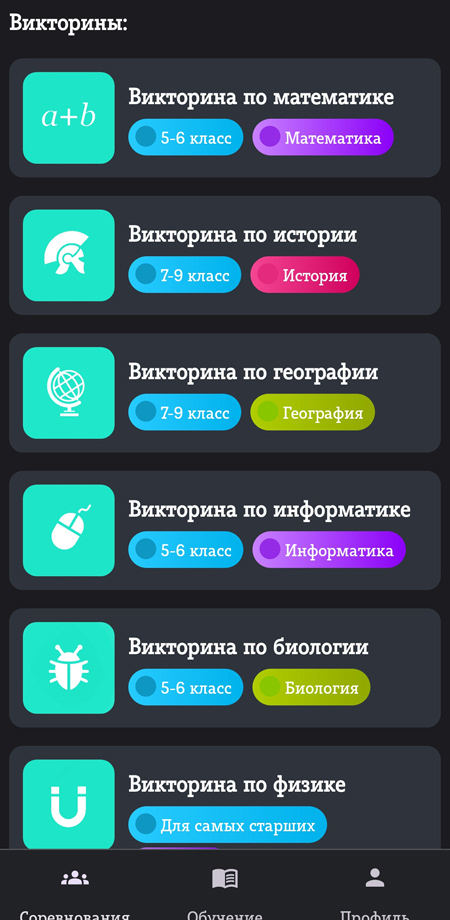 Викторины:
a+b
Викторина по математике
5-6 класс Математика
Викторина по истории
7-9 класс История
Викторина по географии
7-9 класс География
Викторина по информатике
5-6 класс Информатика
Викторина по биологии
5-6 класс Биология
Викторина по физике
Для самых старших
Соревнования Обучение Профиль